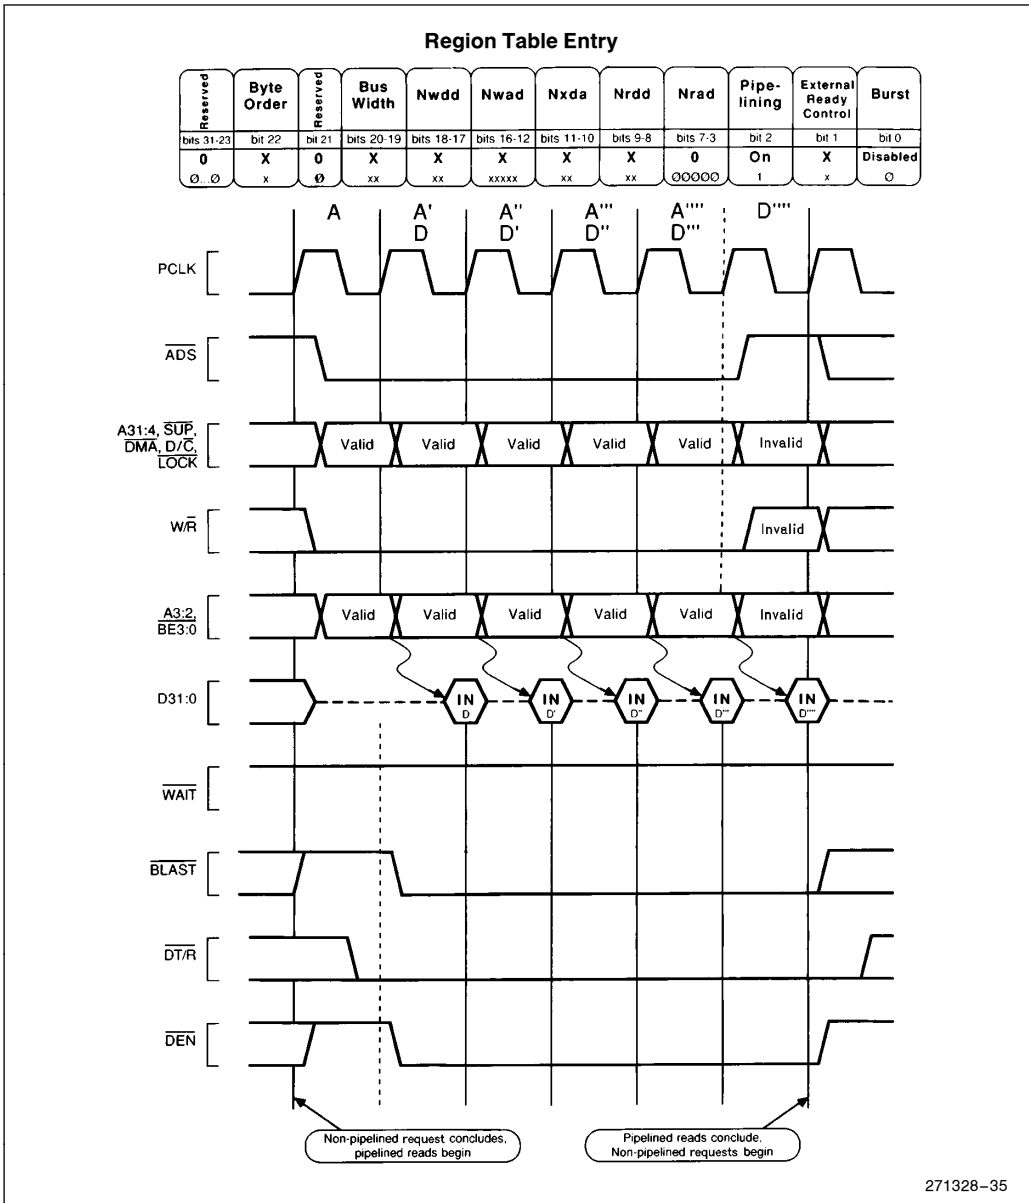 Region Table Entry
Reserved Byte Order Reserved Bus Width Nwdd Nwad Nxda Nrdd Nrad Pipe-lining External Ready Control Burst
bits 31-23 bit 22 bit 21 bits 20-19 bits 18-17 bits 16-12 bits 11-10 bits 9-8 bits 7-3 bit 2 bit 1 bit 0
0 X 0 X X X X X 0 On X Disabled
Ø...Ø x Ø xx xx xxxxx xx xx ØØØØØ 1 x Ø
A A' A'' A''' A'''' D''''
D D' D'' D'''
PCLK
ADS
A31:4, SUP,
DMA, D/C,
LOCK
Valid Valid Valid Valid Valid Invalid
W/R
Invalid
A3:2,
BE3:0
Valid Valid Valid Valid Valid Invalid
D31:0
IN IN IN IN IN
D D' D'' D''' D''''
WAIT
BLAST
DT/R
DEN
Non-pipelined request concludes,
pipelined reads begin
Pipelined reads conclude,
Non-pipelined requests begin
271328–35